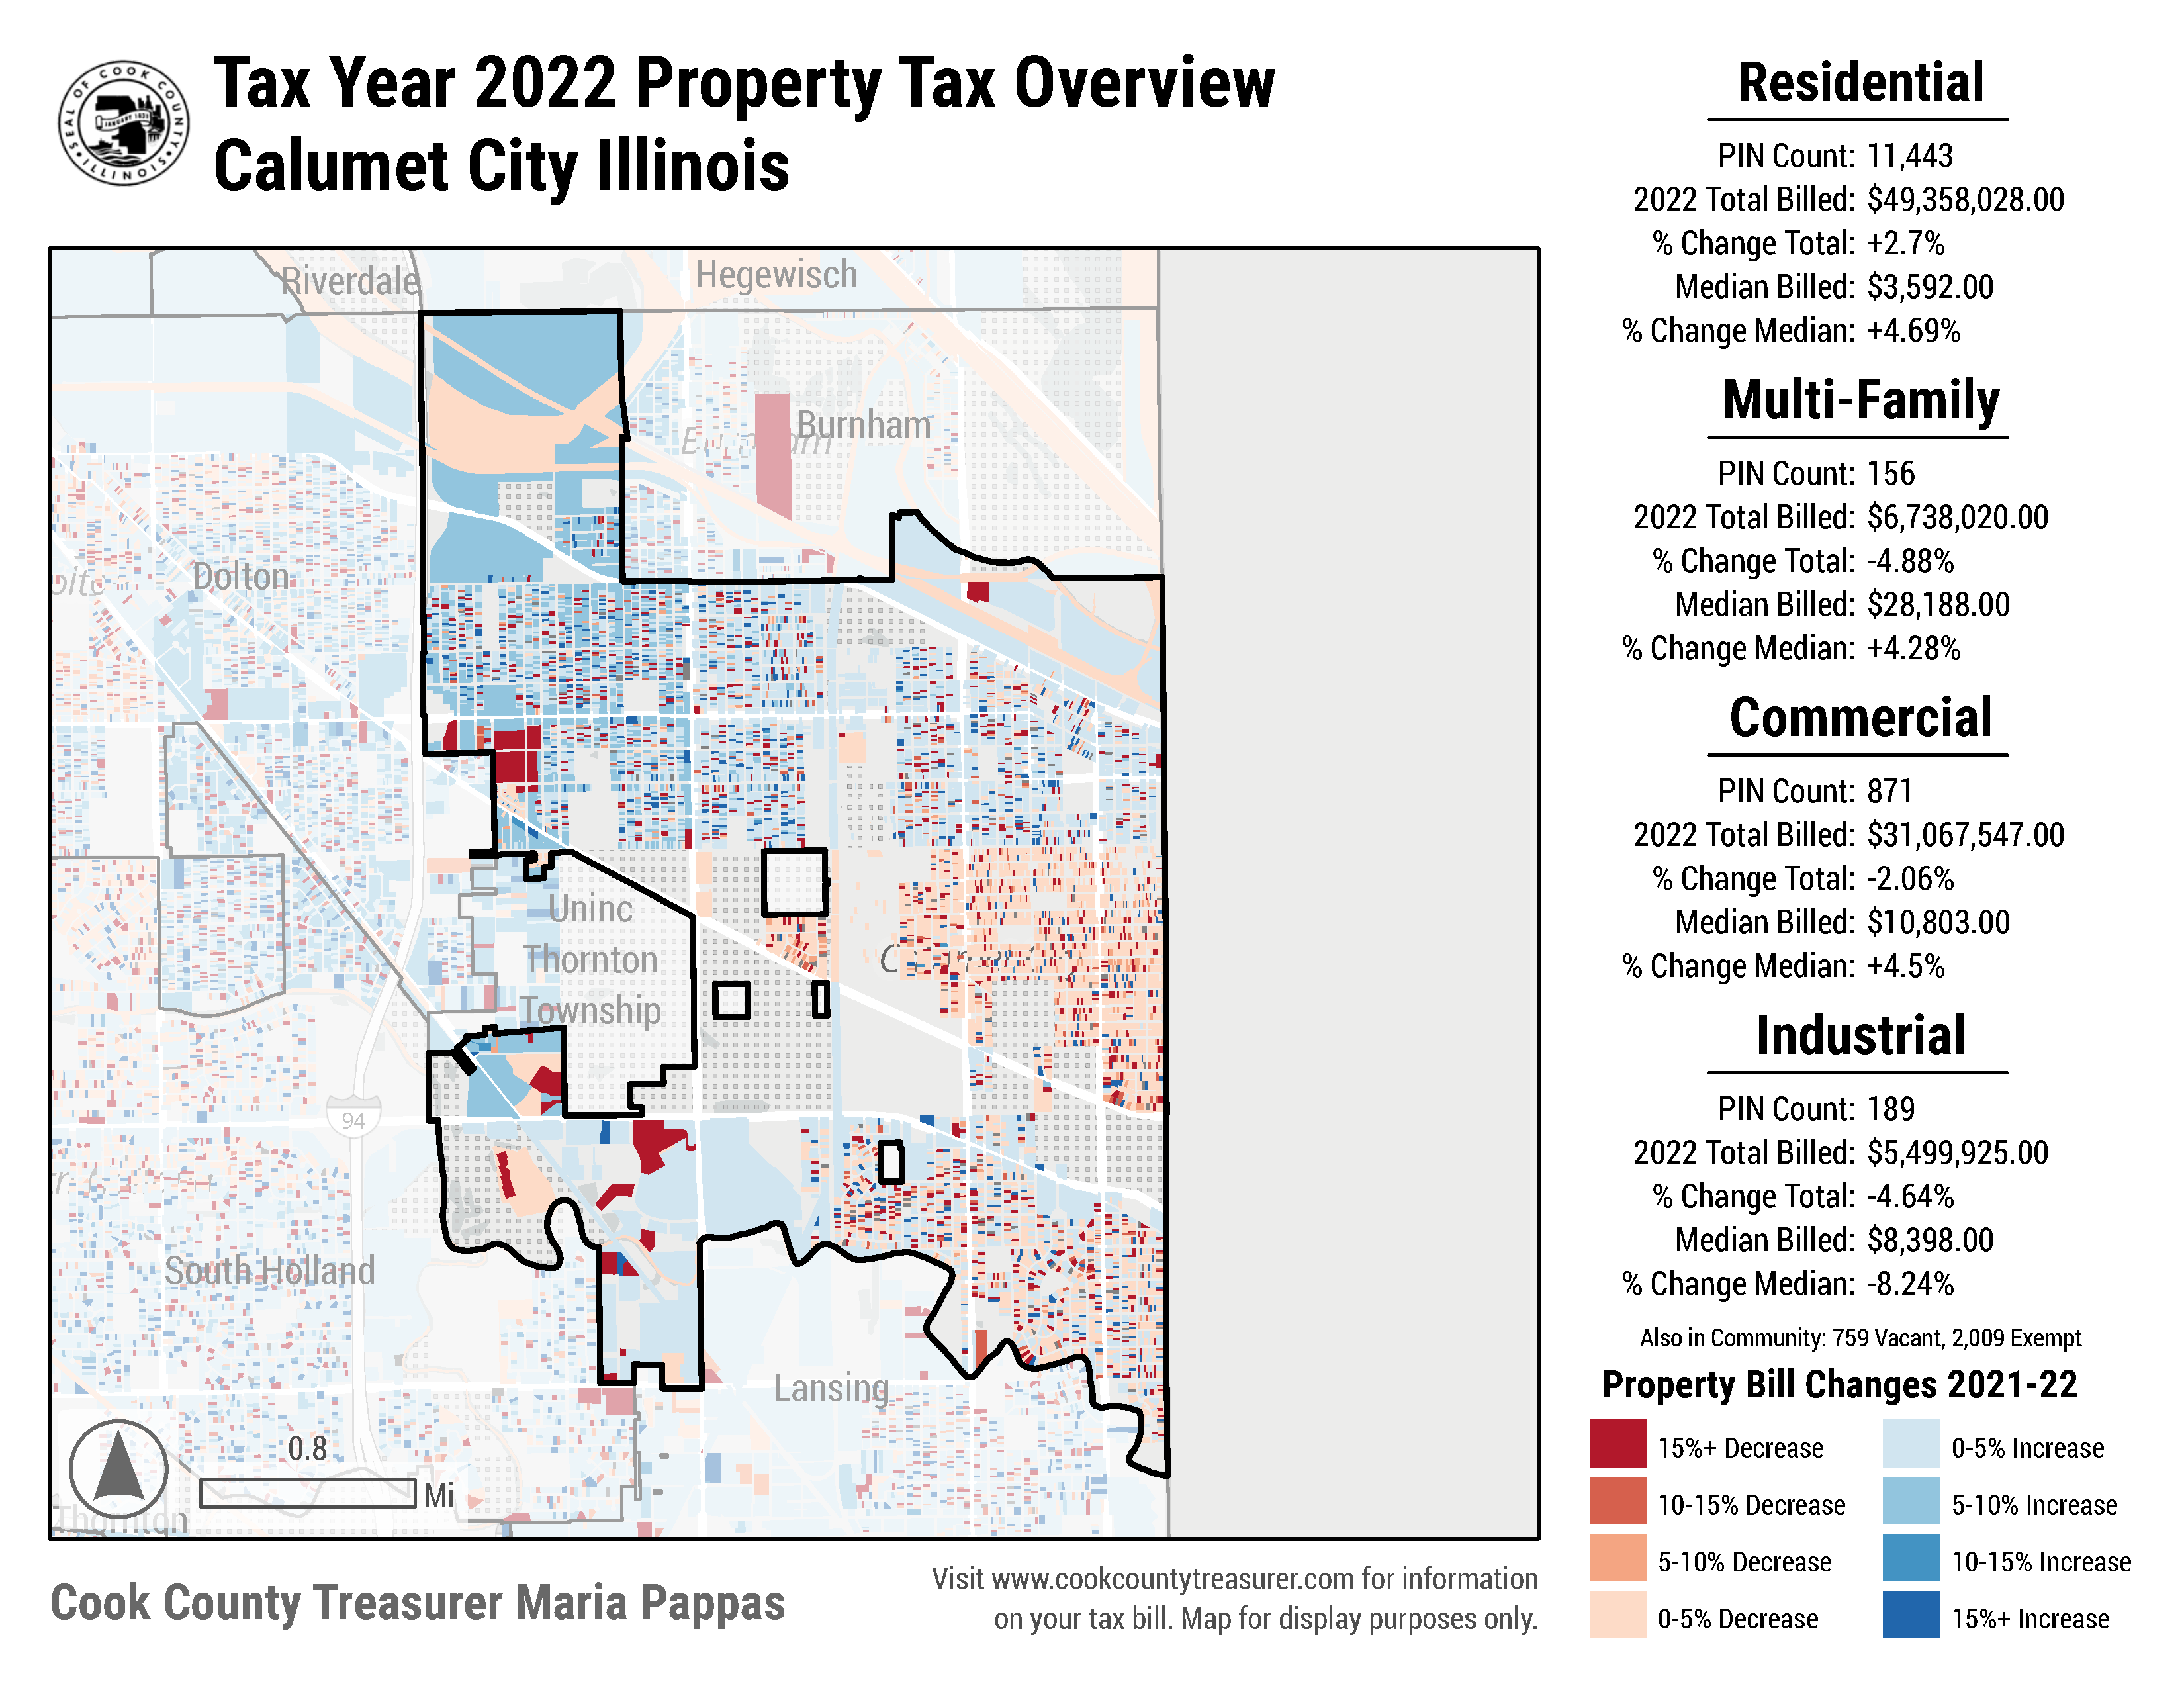 SEAL OF COOK COUNTY ILLINOIS
JANUARY 1831
Tax Year 2022 Property Tax Overview
Calumet City Illinois
Riverdale
Hegewisch
Burnham
Dolton
Uninc
Thornton
Township
94
South Holland
Lansing
Thornton
0.8
Mi
Cook County Treasurer Maria Pappas
Visit www.cookcountytreasurer.com for information
on your tax bill. Map for display purposes only.
Residential
PIN Count: 11,443
2022 Total Billed: $49,358,028.00
% Change Total: +2.7%
Median Billed: $3,592.00
% Change Median: +4.69%
Multi-Family
PIN Count: 156
2022 Total Billed: $6,738,020.00
% Change Total: -4.88%
Median Billed: $28,188.00
% Change Median: +4.28%
Commercial
PIN Count: 871
2022 Total Billed: $31,067,547.00
% Change Total: -2.06%
Median Billed: $10,803.00
% Change Median: +4.5%
Industrial
PIN Count: 189
2022 Total Billed: $5,499,925.00
% Change Total: -4.64%
Median Billed: $8,398.00
% Change Median: -8.24%
Also in Community: 759 Vacant, 2,009 Exempt
Property Bill Changes 2021-22
15%+ Decrease
10-15% Decrease
5-10% Decrease
0-5% Decrease
0-5% Increase
5-10% Increase
10-15% Increase
15%+ Increase